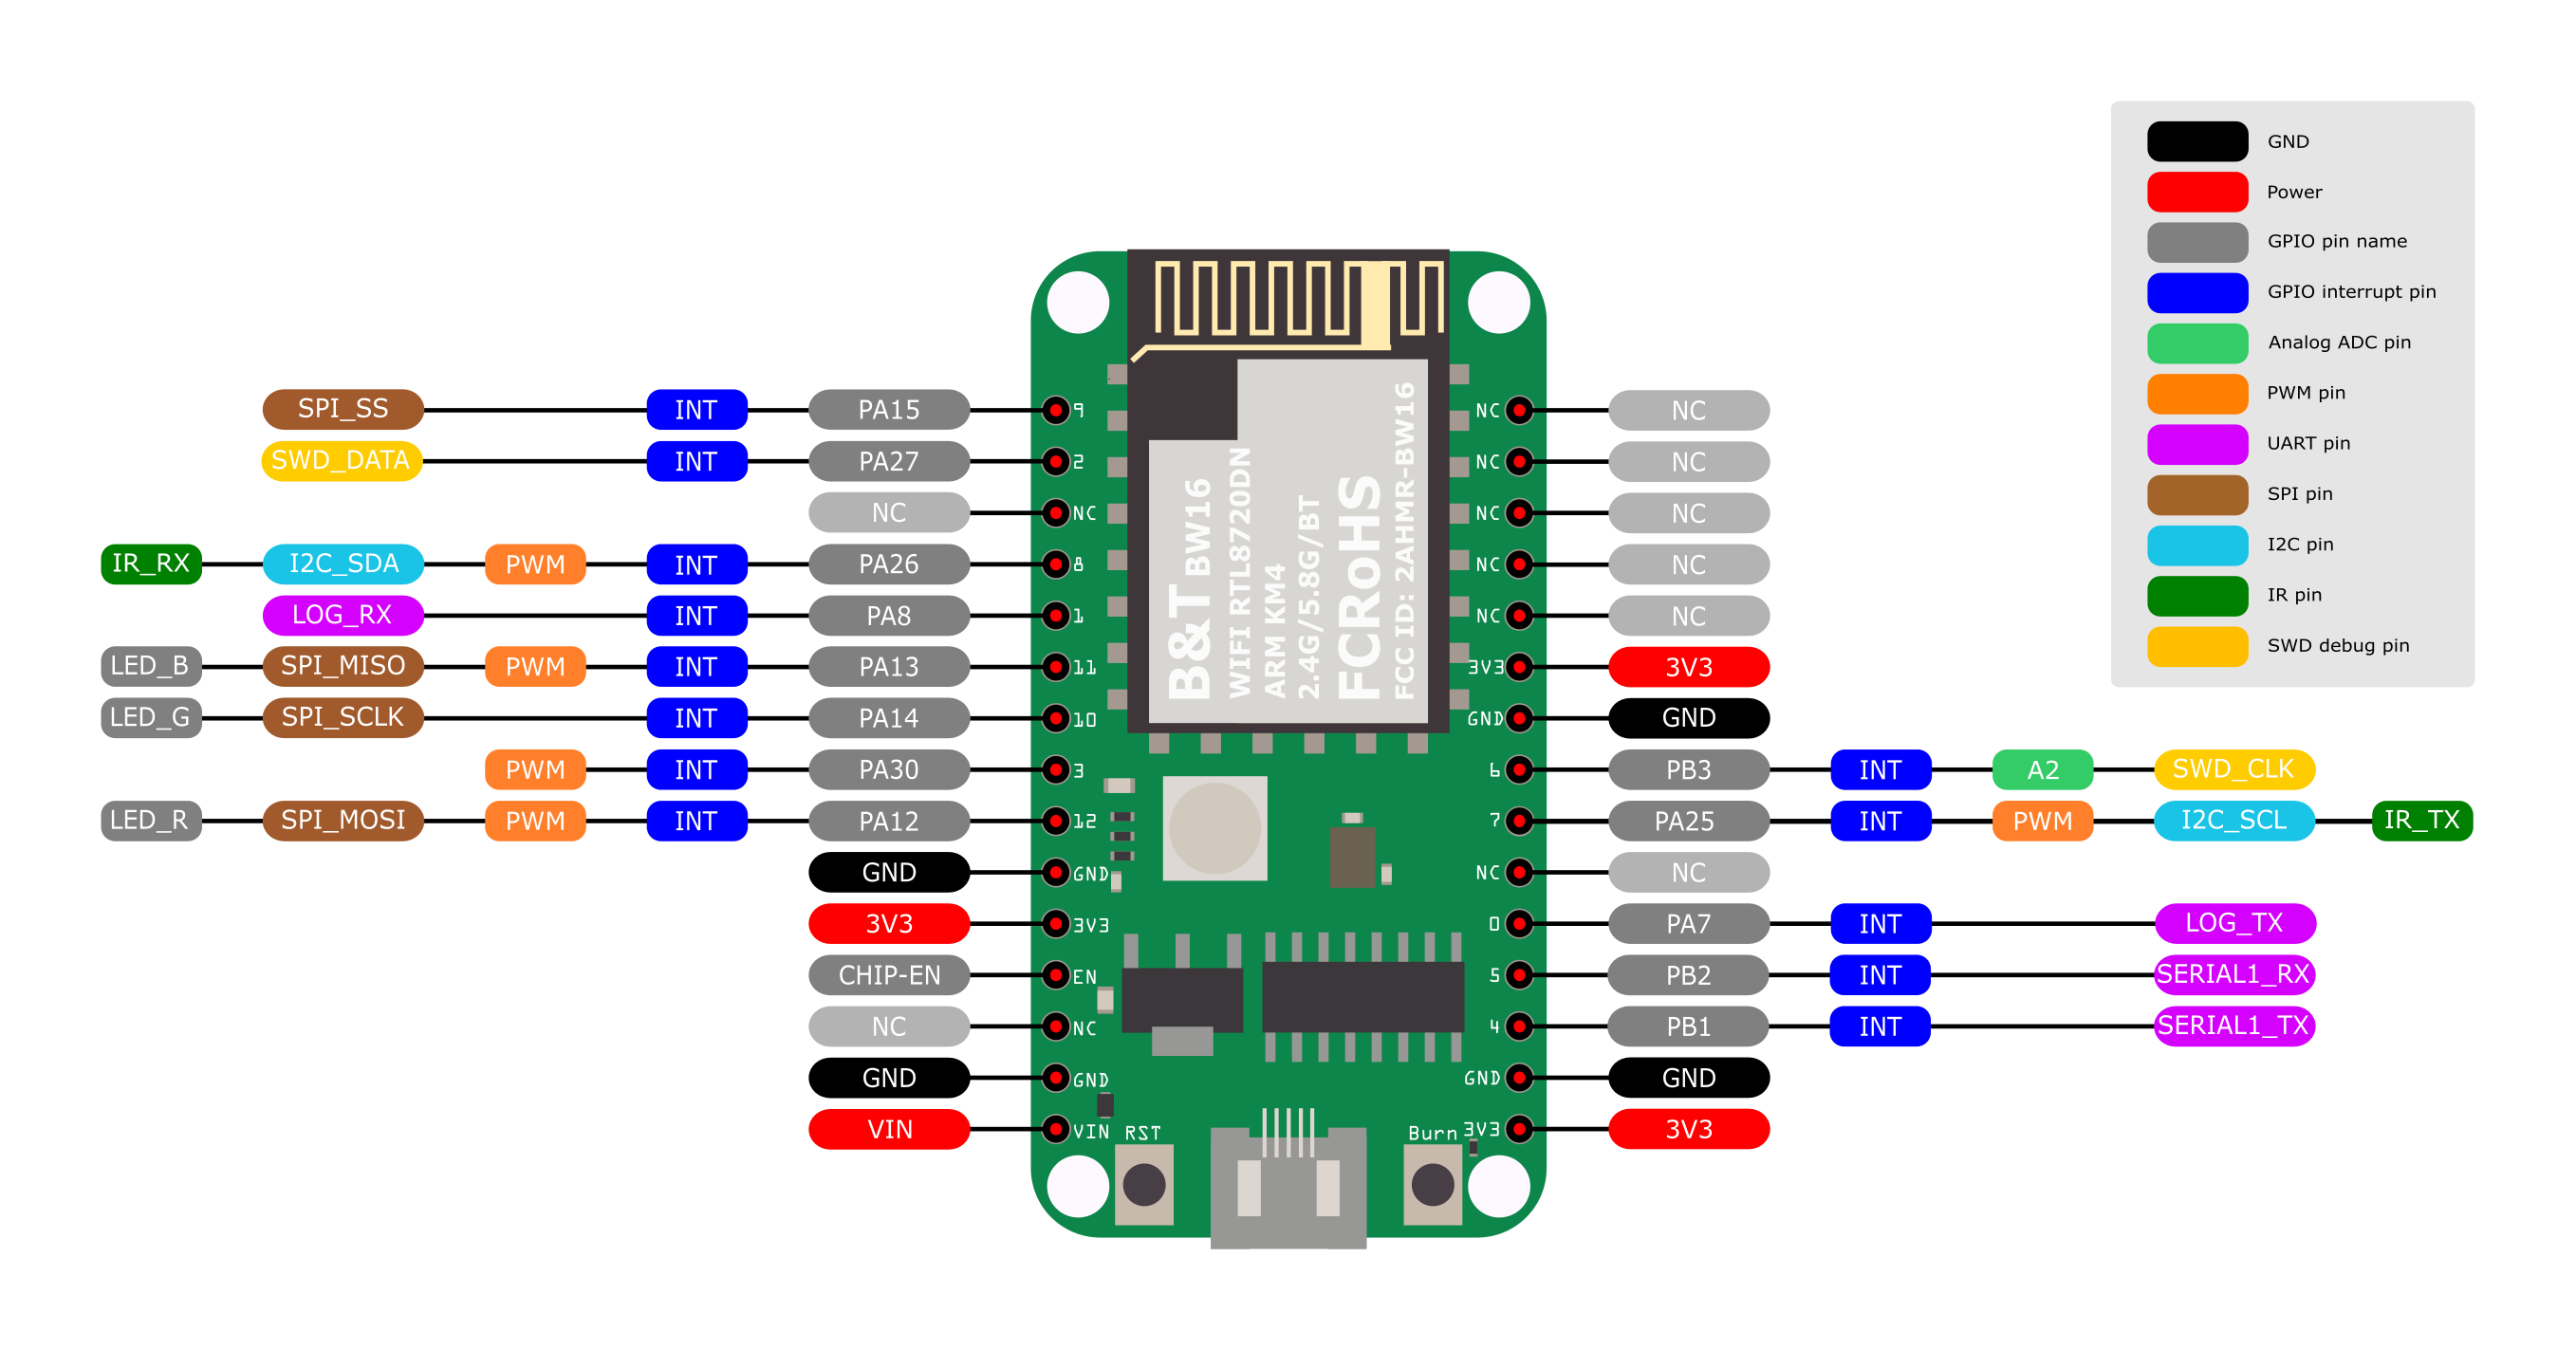 GND
Power
GPIO pin name
GPIO interrupt pin
Analog ADC pin
PWM pin
UART pin
SPI pin
I2C pin
IR pin
SWD debug pin
SPI_SS INT PA15 9 NC NC
SWD_DATA INT PA27 2 NC NC
NC NC NC NC
IR_RX I2C_SDA PWM INT PA26 8 NC NC
LOG_RX INT PA8 1 NC NC
LED_B SPI_MISO PWM INT PA13 11 3V3 3V3
LED_G SPI_SCLK INT PA14 10 GND GND
PWM INT PA30 3 6 PB3 INT A2 SWD_CLK
LED_R SPI_MOSI PWM INT PA12 12 7 PA25 INT PWM I2C_SCL IR_TX
GND GND NC NC
3V3 3V3 0 PA7 INT LOG_TX
CHIP-EN EN 5 PB2 INT SERIAL1_RX
NC NC 4 PB1 INT SERIAL1_TX
GND GND GND GND
VIN VIN RST Burn 3V3 3V3
B&T BW16
WIFI RTL8720DN
ARM KM4
2.4G/5.8G/BT
FCRoHS
FCC ID: 2AHMR-BW16